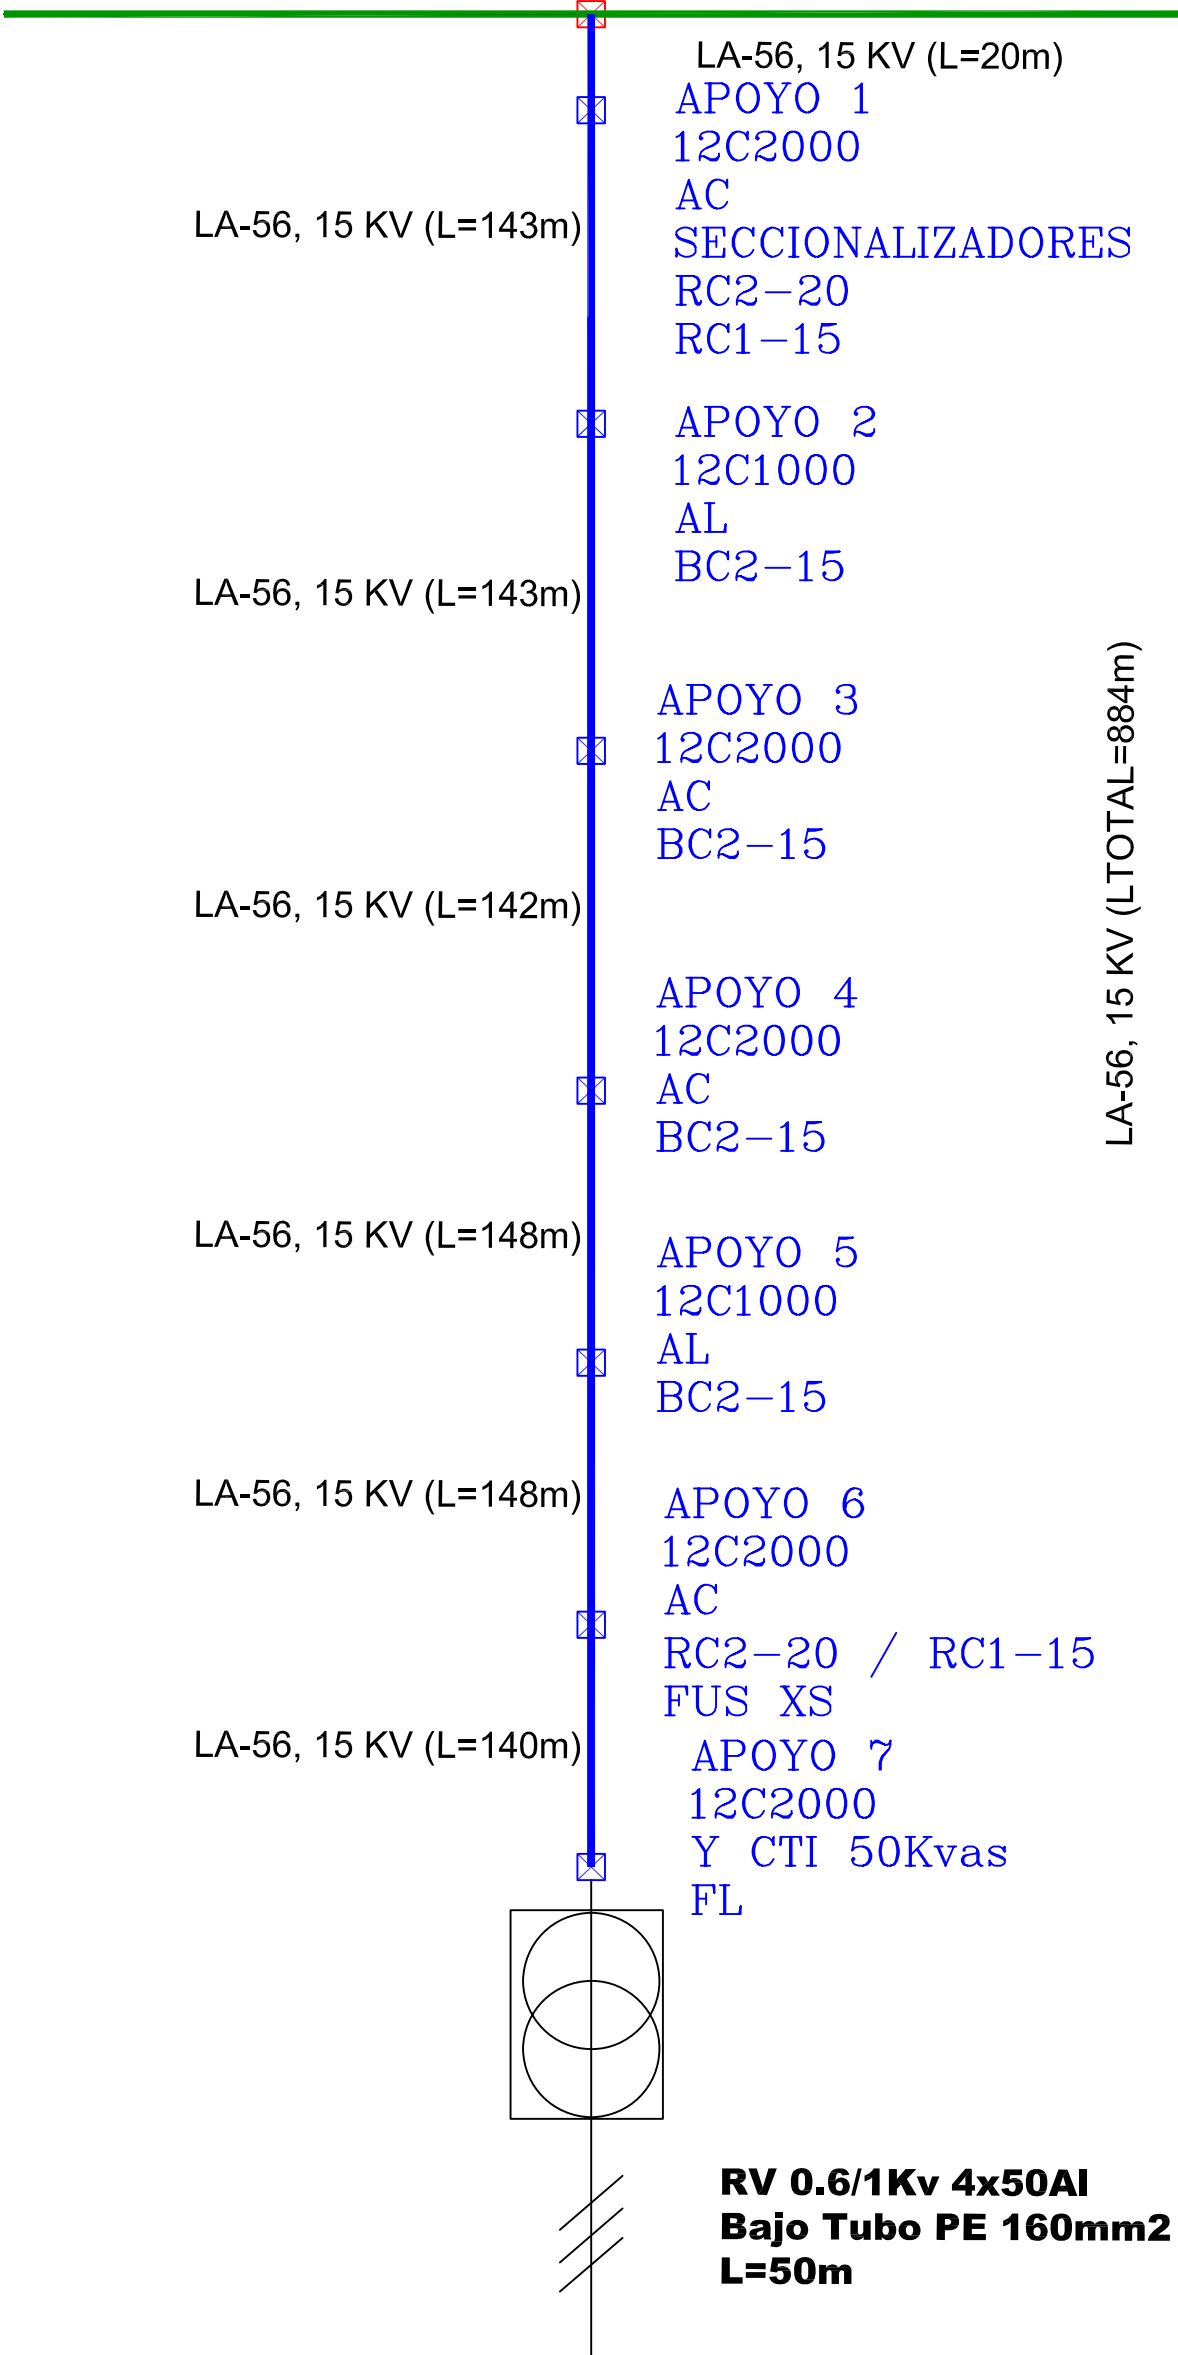 LA-56, 15 KV (L=20m)
APOYO 1
12C2000
AC
SECCIONALIZADORES
RC2-20
RC1-15
LA-56, 15 KV (L=143m)
APOYO 2
12C1000
AL
BC2-15
LA-56, 15 KV (L=143m)
APOYO 3
12C2000
AC
BC2-15
LA-56, 15 KV (LTOTAL=884m)
LA-56, 15 KV (L=142m)
APOYO 4
12C2000
AC
BC2-15
LA-56, 15 KV (L=148m)
APOYO 5
12C1000
AL
BC2-15
LA-56, 15 KV (L=148m)
APOYO 6
12C2000
AC
RC2-20 / RC1-15
FUS XS
LA-56, 15 KV (L=140m)
APOYO 7
12C2000
Y CTI 50Kvas
FL
RV 0.6/1Kv 4x50Al
Bajo Tubo PE 160mm2
L=50m